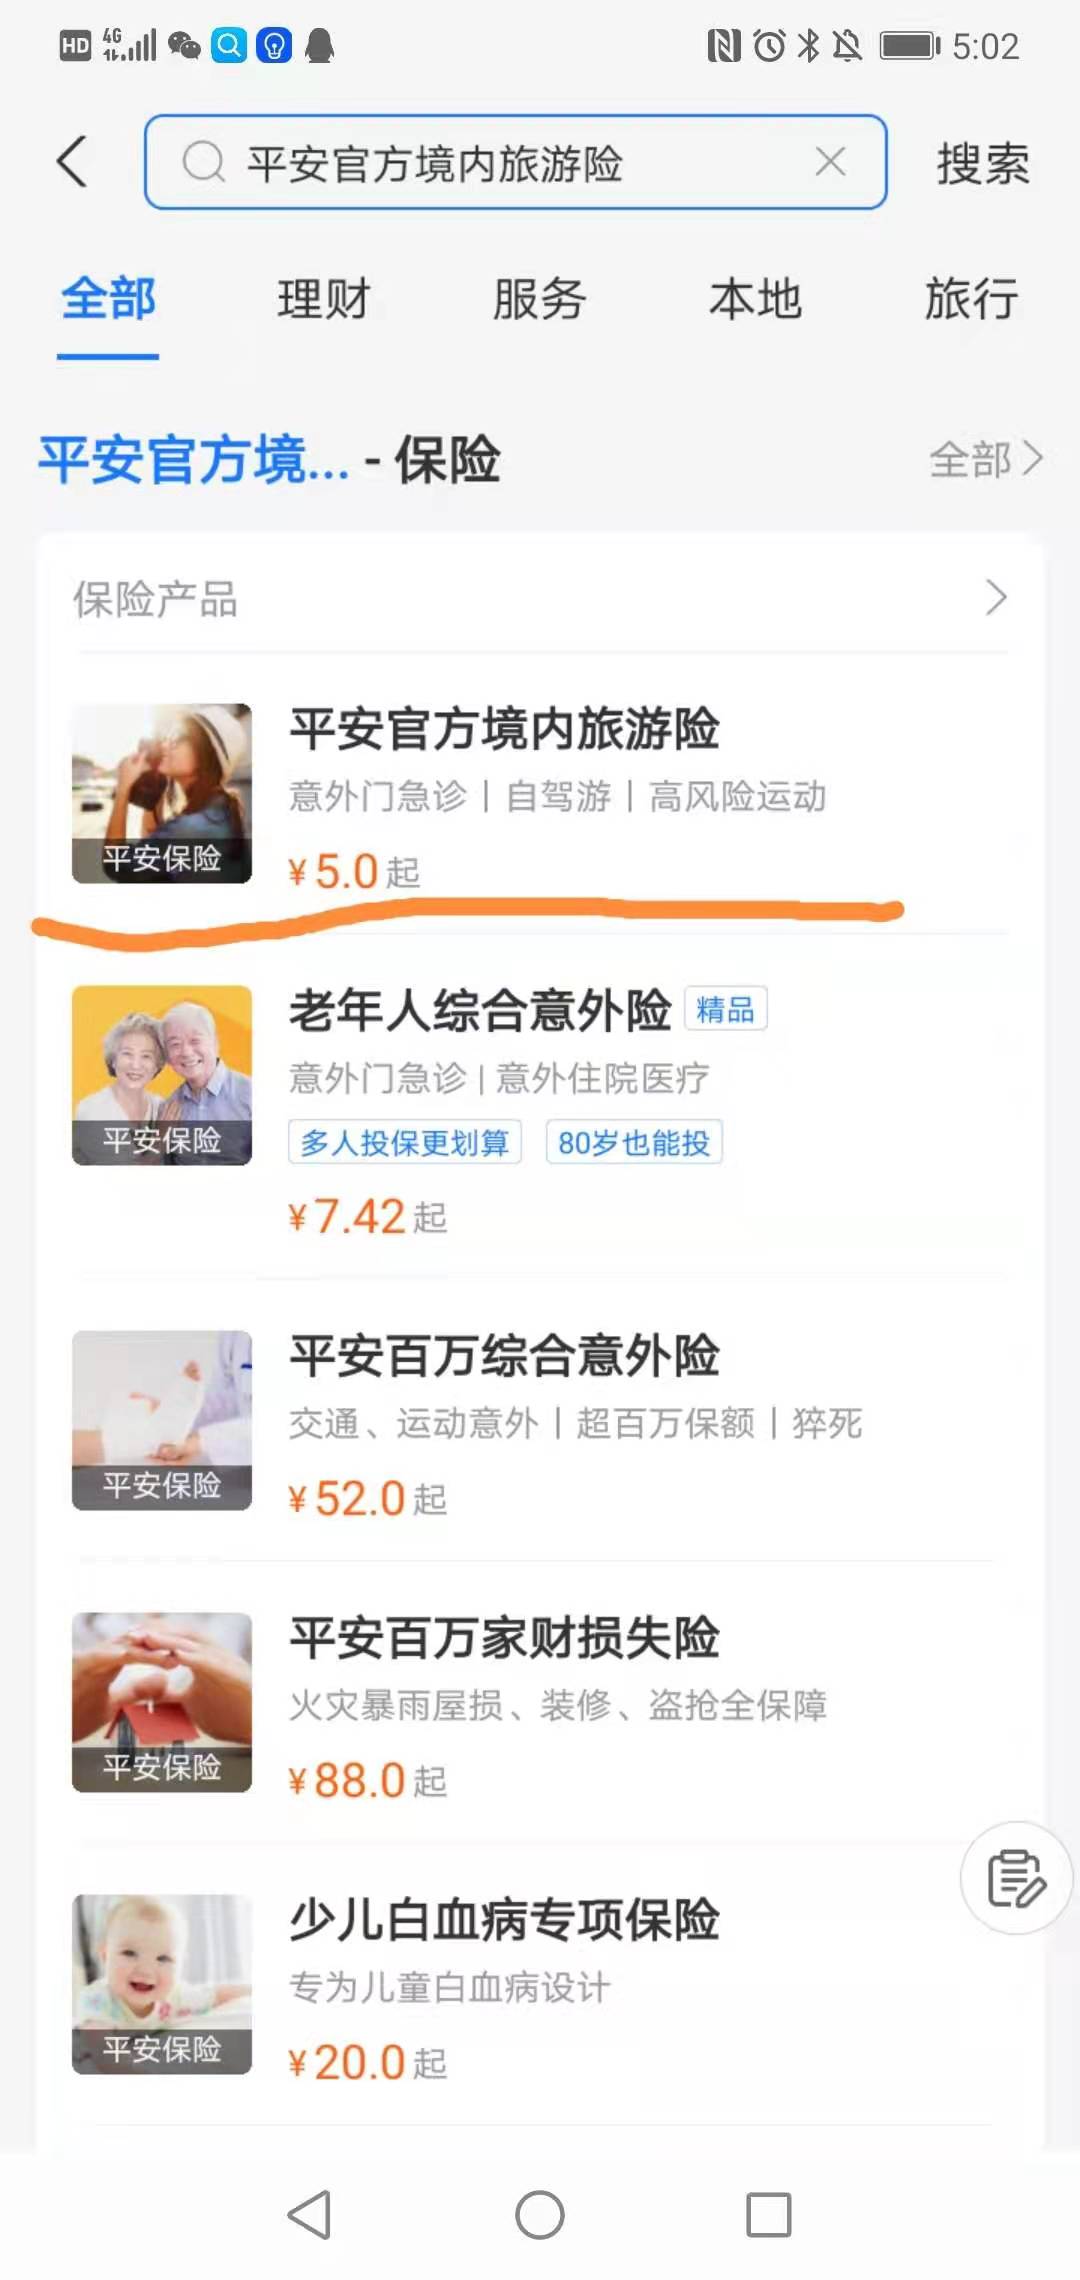 HD 4G 5:02
平安官方境内旅游险 搜索
全部 理财 服务 本地 旅行
平安官方境... - 保险 全部
保险产品
平安官方境内旅游险
意外门急诊丨自驾游丨高风险运动
平安保险
¥5.0起
老年人综合意外险 精品
意外门急诊 | 意外住院医疗
平安保险
多人投保更划算 80岁也能投
¥7.42起
平安百万综合意外险
交通、运动意外丨超百万保额丨猝死
平安保险
¥52.0起
平安百万家财损失险
火灾暴雨屋损、装修、盗抢全保障
平安保险
¥88.0起
少儿白血病专项保险
专为儿童白血病设计
平安保险
¥20.0起